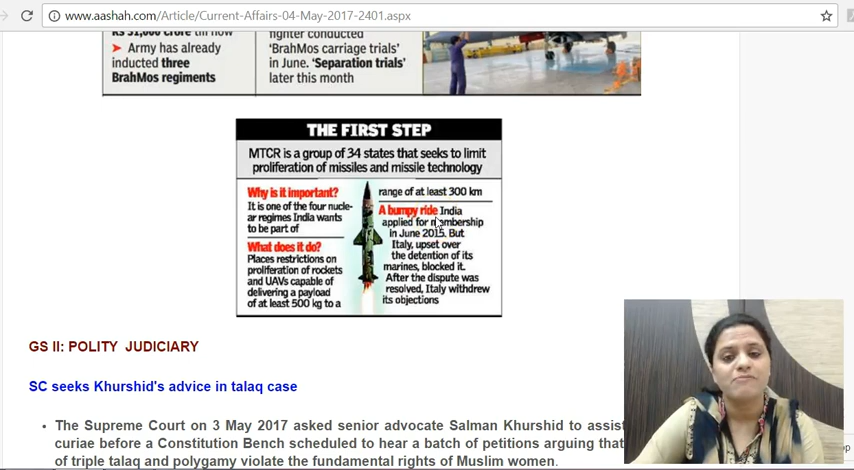 www.aashah.com/Article/Current-Affairs-04-May-2017-2401.aspx
Rs 31,000 crore till now
➤ Army has already
inducted three
BrahMos regiments
fighter conducted
'BrahMos carriage trials'
in June. 'Separation trials'
later this month
THE FIRST STEP
MTCR is a group of 34 states that seeks to limit
proliferation of missiles and missile technology
Why is it important?
It is one of the four nucle-
ar regimes India wants
to be part of
What does it do?
Places restrictions on
proliferation of rockets
and UAVs capable of
delivering a payload
of at least 500 kg to a
range of at least 300 km
A bumpy ride India
applied for membership
in June 2015. But
Italy, upset over
the detention of its
marines, blocked it.
After the dispute was
resolved, Italy withdrew
its objections
GS II: POLITY JUDICIARY
SC seeks Khurshid's advice in talaq case
• The Supreme Court on 3 May 2017 asked senior advocate Salman Khurshid to assist
curiae before a Constitution Bench scheduled to hear a batch of petitions arguing that
of triple talaq and polygamy violate the fundamental rights of Muslim women.